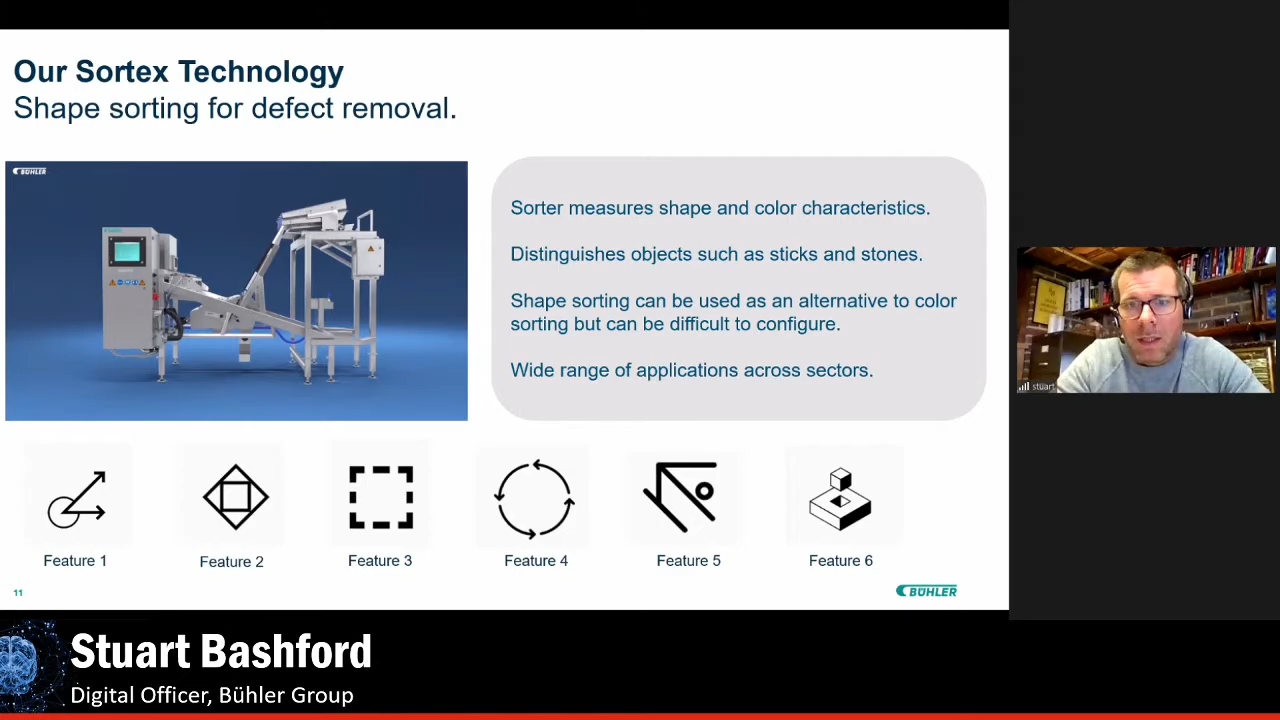 Our Sortex Technology
Shape sorting for defect removal.
BÜHLER
Sorter measures shape and color characteristics.
Distinguishes objects such as sticks and stones.
Shape sorting can be used as an alternative to color
sorting but can be difficult to configure.
Wide range of applications across sectors.
stuart
Feature 1
Feature 2
Feature 3
Feature 4
Feature 5
Feature 6
11
BÜHLER
Stuart Bashford
Digital Officer, Bühler Group